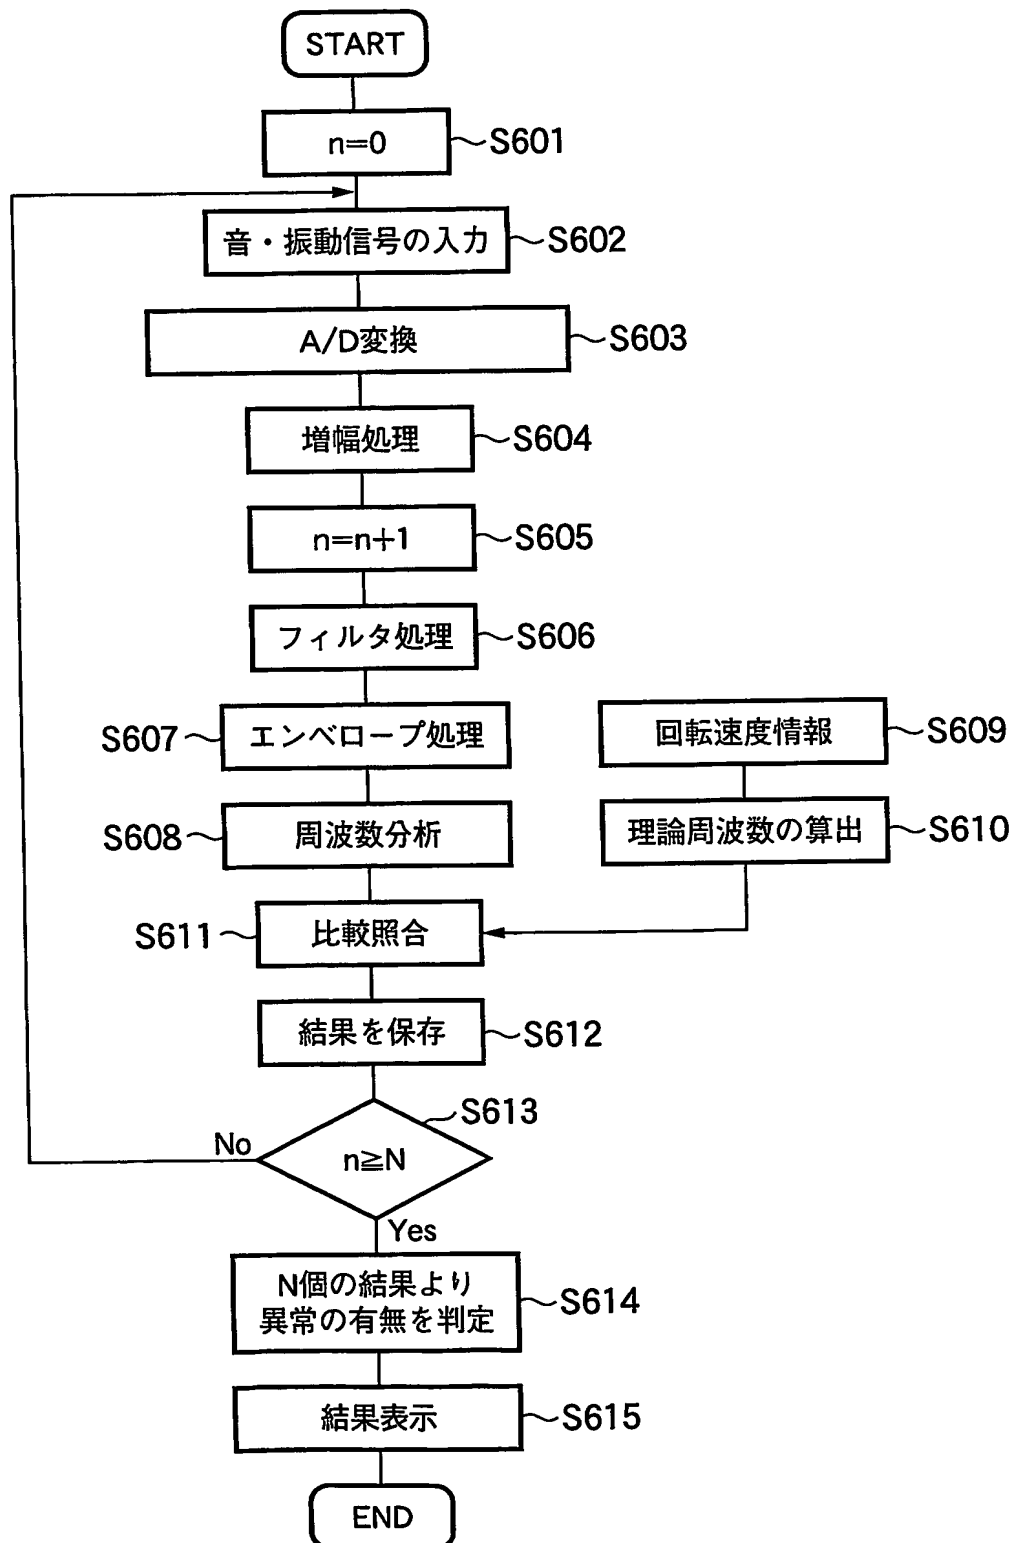 START
n=0
S601
音・振動信号の入力
S602
A/D変換
S603
増幅処理
S604
n=n+1
S605
フィルタ処理
S606
S607
エンベロープ処理
回転速度情報
S609
S608
周波数分析
理論周波数の算出
S610
S611
比較照合
結果を保存
S612
S613
No
n≧N
Yes
N個の結果より
異常の有無を判定
S614
結果表示
S615
END